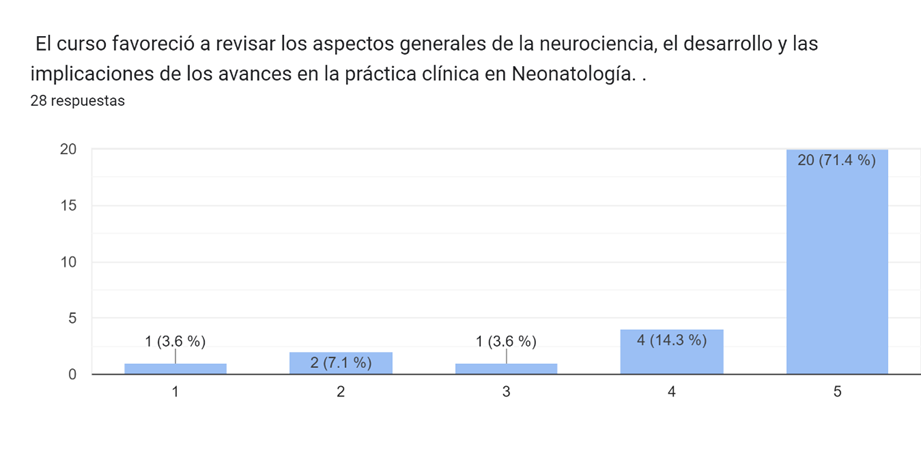 El curso favoreció a revisar los aspectos generales de la neurociencia, el desarrollo y las
implicaciones de los avances en la práctica clínica en Neonatología. .
28 respuestas
20
15
10
5
0
1 (3.6 %)
2 (7.1 %)
1 (3.6 %)
4 (14.3 %)
20 (71.4 %)
1
2
3
4
5